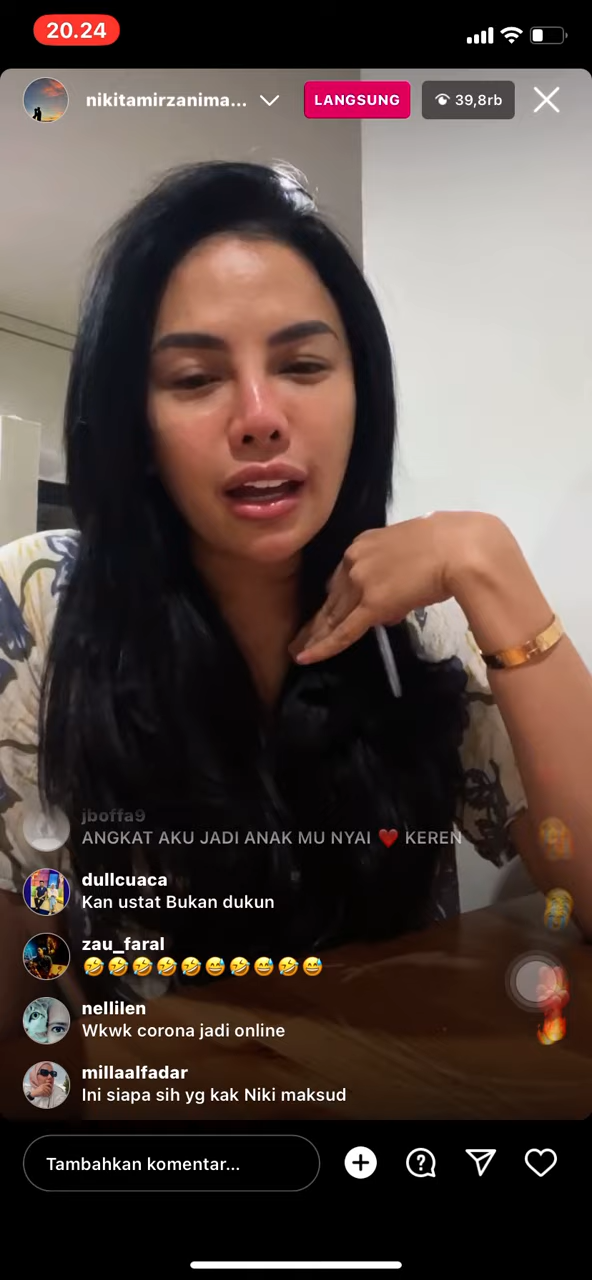 20.24
nikitamirzanima...
LANGSUNG
39,8rb
jboffa9
ANGKAT AKU JADI ANAK MU NYAI ❤️ KEREN
dullcuaca
Kan ustat Bukan dukun
zau_faral
🤣🤣🤣🤣🤣😅🤣😅🤣😅
nellilen
Wkwk corona jadi online
millaalfadar
Ini siapa sih yg kak Niki maksud
Tambahkan komentar...